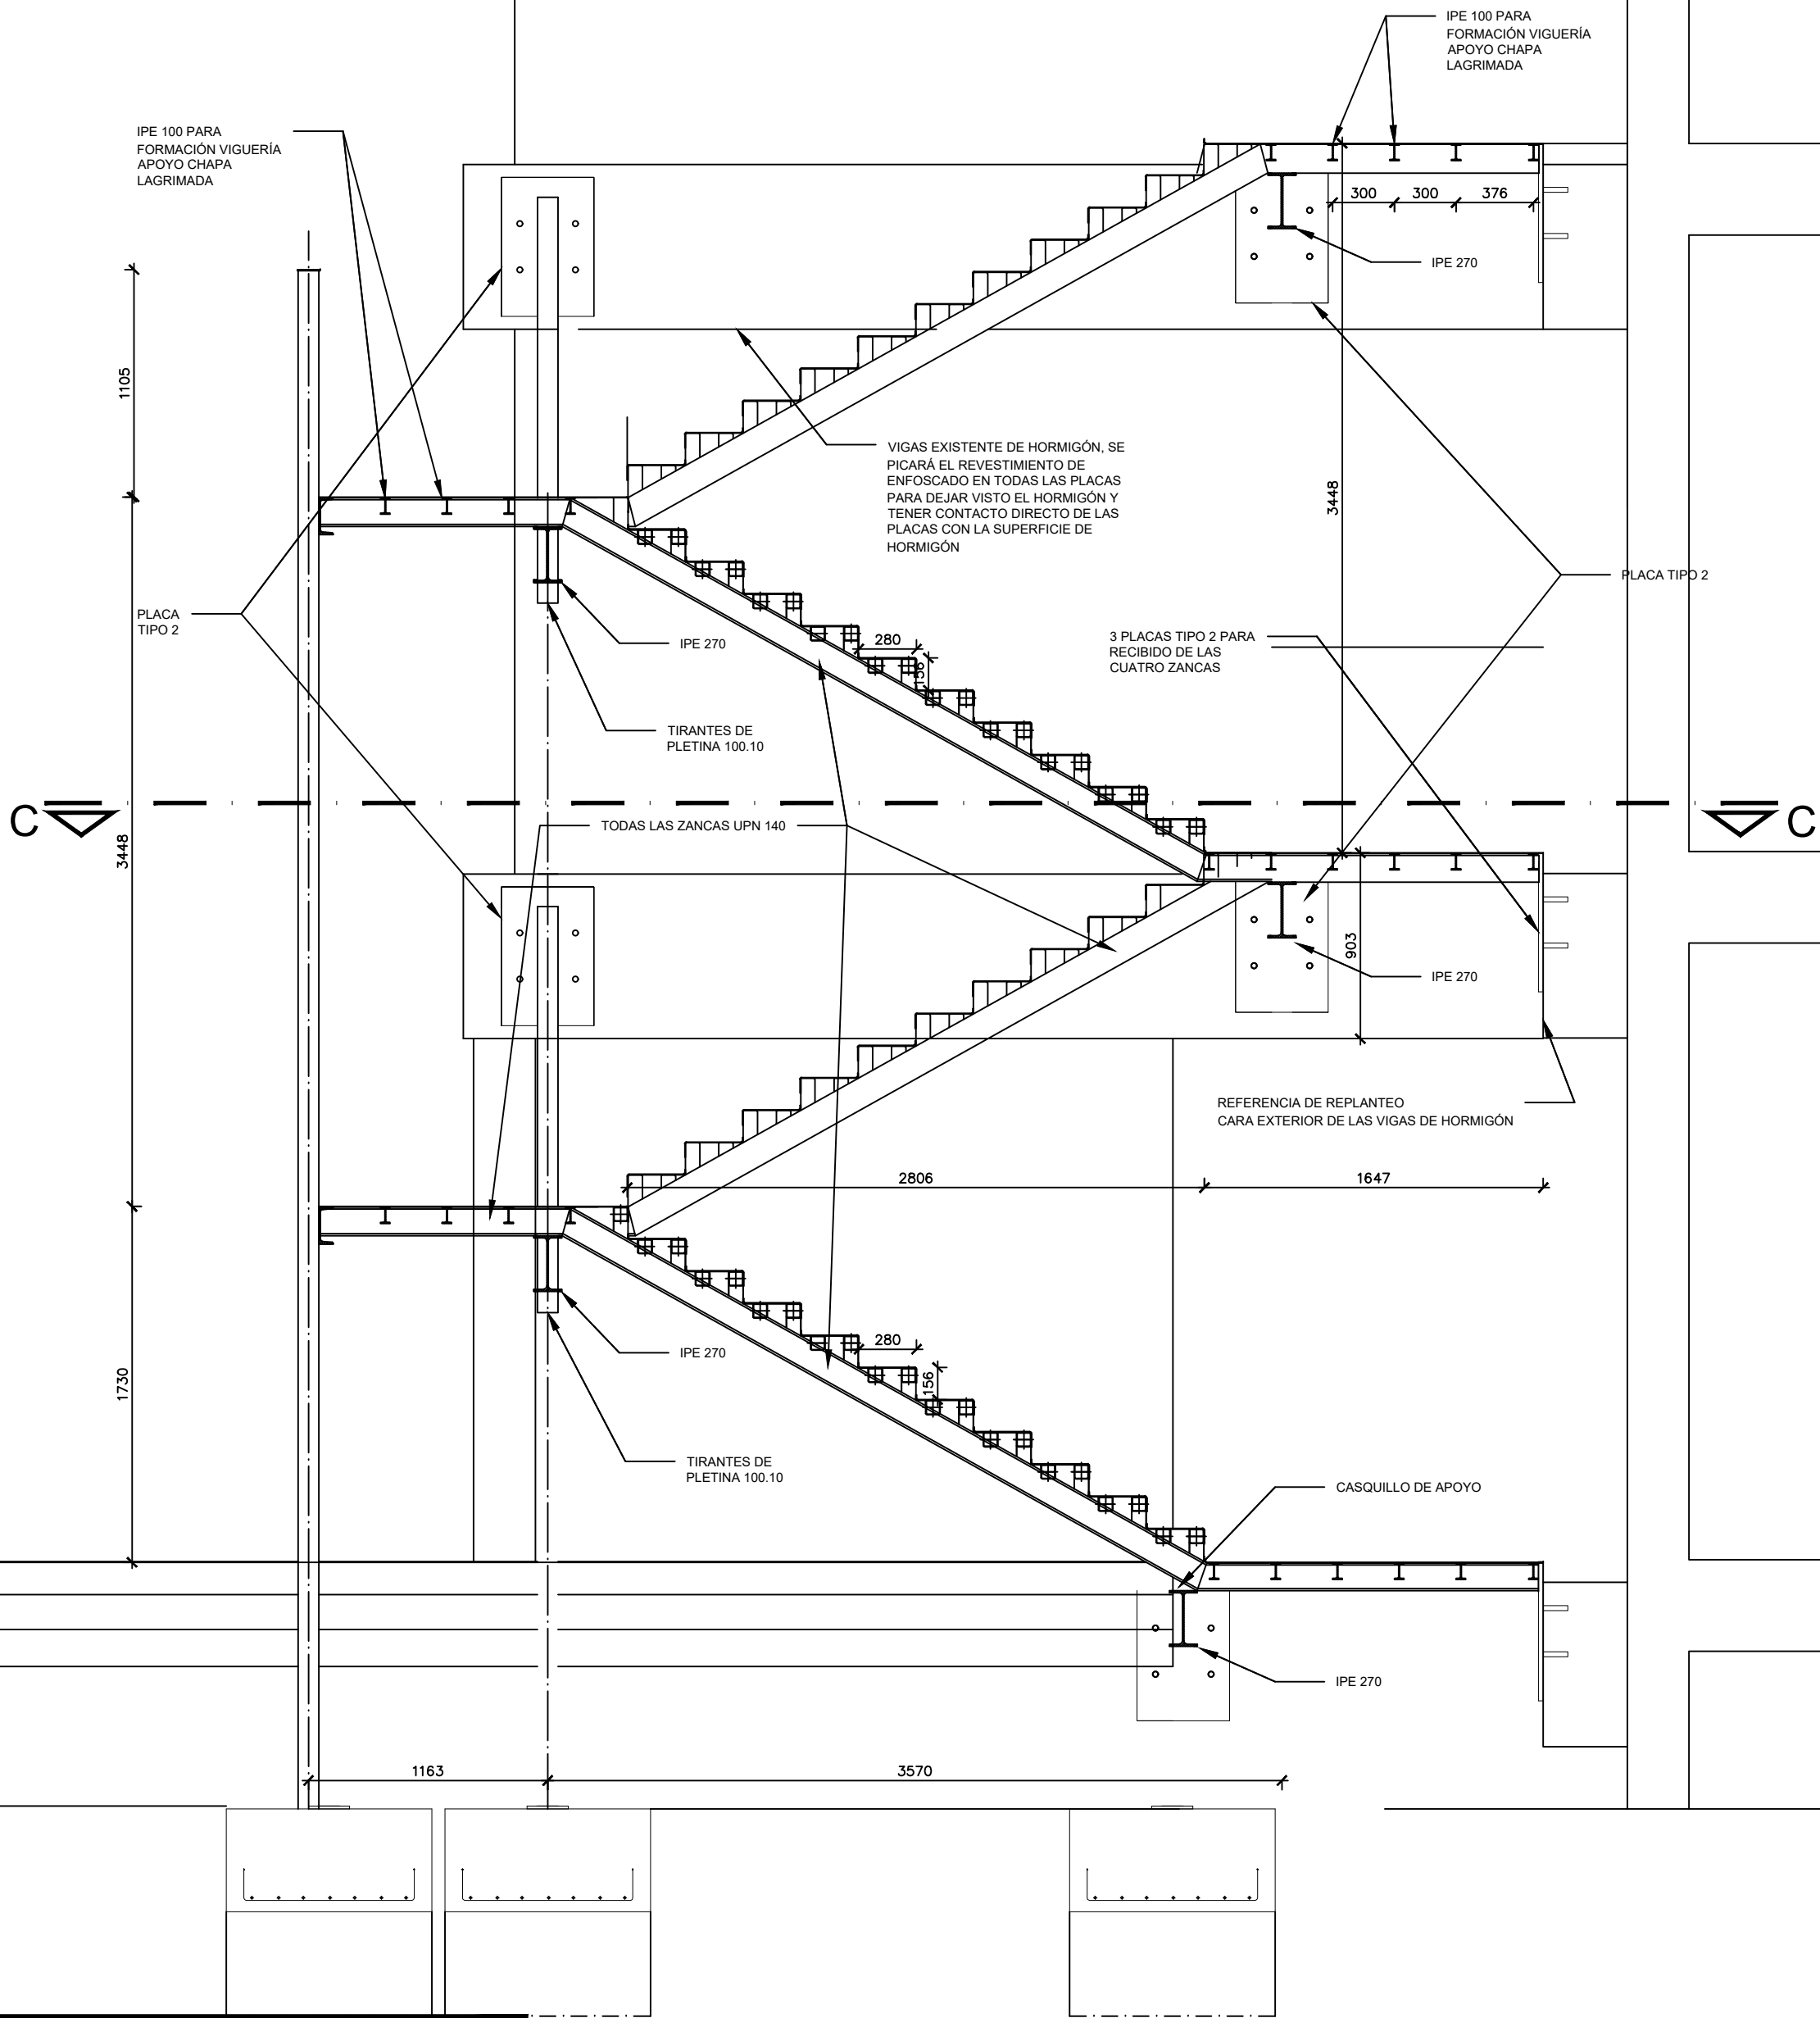 IPE 100 PARA
FORMACIÓN VIGUERÍA
APOYO CHAPA
LAGRIMADA
IPE 100 PARA
FORMACIÓN VIGUERÍA
APOYO CHAPA
LAGRIMADA
300
300
376
IPE 270
1105
VIGAS EXISTENTE DE HORMIGÓN, SE
PICARÁ EL REVESTIMIENTO DE
ENFOSCADO EN TODAS LAS PLACAS
PARA DEJAR VISTO EL HORMIGÓN Y
TENER CONTACTO DIRECTO DE LAS
PLACAS CON LA SUPERFICIE DE
HORMIGÓN
3448
PLACA TIPO 2
PLACA
TIPO 2
IPE 270
280
156
3 PLACAS TIPO 2 PARA
RECIBIDO DE LAS
CUATRO ZANCAS
TIRANTES DE
PLETINA 100.10
C
C
TODAS LAS ZANCAS UPN 140
3448
903
IPE 270
REFERENCIA DE REPLANTEO
CARA EXTERIOR DE LAS VIGAS DE HORMIGÓN
2806
1647
IPE 270
280
156
1730
TIRANTES DE
PLETINA 100.10
CASQUILLO DE APOYO
IPE 270
1163
3570